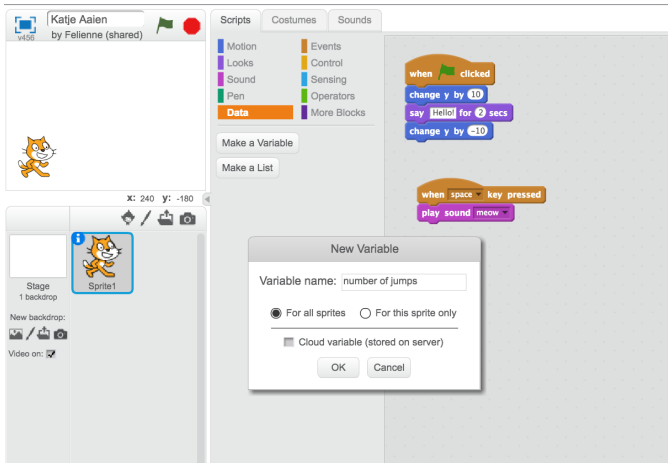 Katje Aaien
by Felienne (shared)
v456
x: 240 y: -180
Stage
1 backdrop
Sprite1
New backdrop:
Video on:
Scripts Costumes Sounds
Motion Events
Looks Control
Sound Sensing
Pen Operators
Data More Blocks
Make a Variable
Make a List
when clicked
change y by 10
say Hello! for 2 secs
change y by -10
when space key pressed
play sound meow
New Variable
Variable name: number of jumps
For all sprites For this sprite only
Cloud variable (stored on server)
OK Cancel